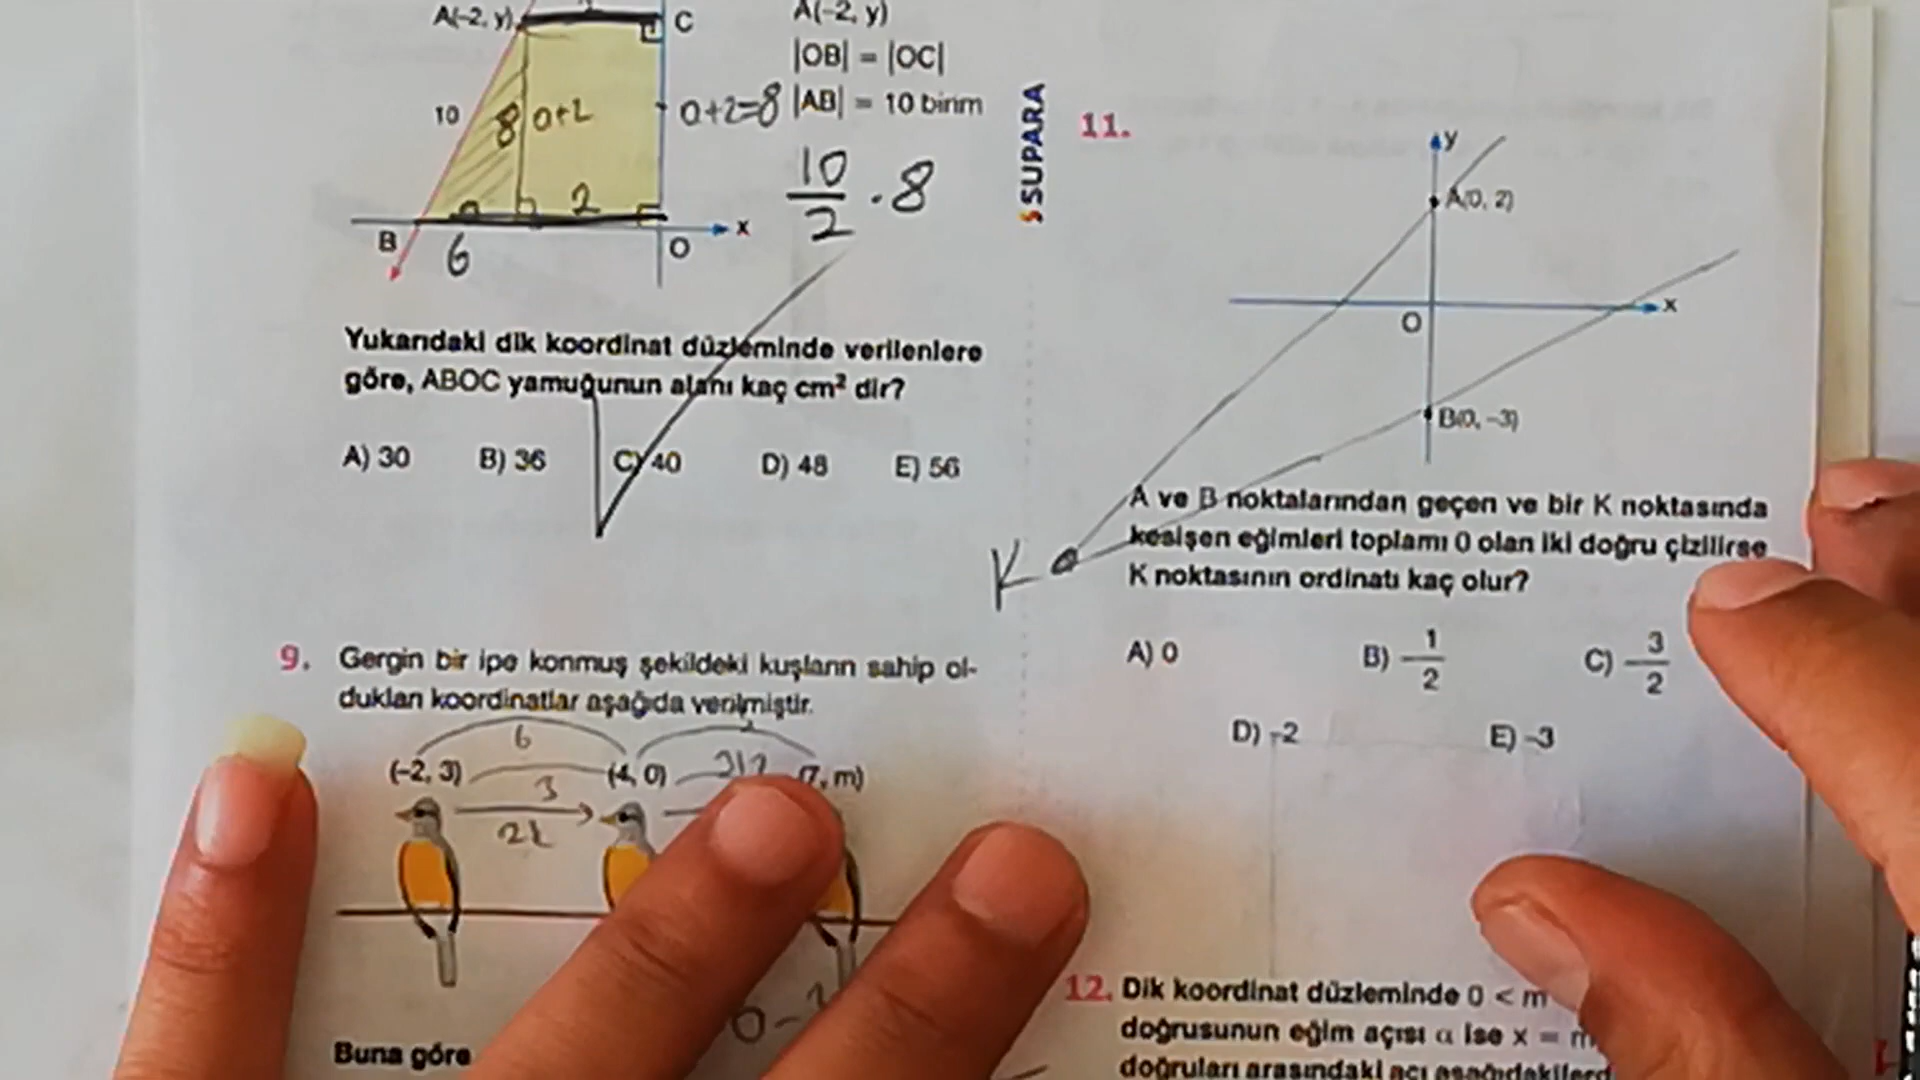 A(-2, y)
C
10
8
a+2
a+2=8
2
B
6
O
x
A(-2, y)
|OB| = |OC|
|AB| = 10 birim
10
2
. 8
Yukarıdaki dik koordinat düzleminde verilenlere
göre, ABOC yamuğunun alanı kaç cm² dir?
A) 30 B) 36 C) 40 D) 48 E) 56
9. Gergin bir ipe konmuş şekildeki kuşların sahip ol-
dukları koordinatlar aşağıda verilmiştir.
6
(-2, 3) (4, 0) (7, m)
3
2k
Buna göre
SUPARA
11.
y
A(0, 2)
x
O
B(0, -3)
K
A ve B noktalarından geçen ve bir K noktasında
kesişen eğimleri toplamı 0 olan iki doğru çizilirse
K noktasının ordinatı kaç olur?
A) 0 B) -1/2 C) -3/2
D) -2 E) -3
12. Dik koordinat düzleminde 0 < m
doğrusunun eğim açısı α ise x =
doğruları arasındaki açı